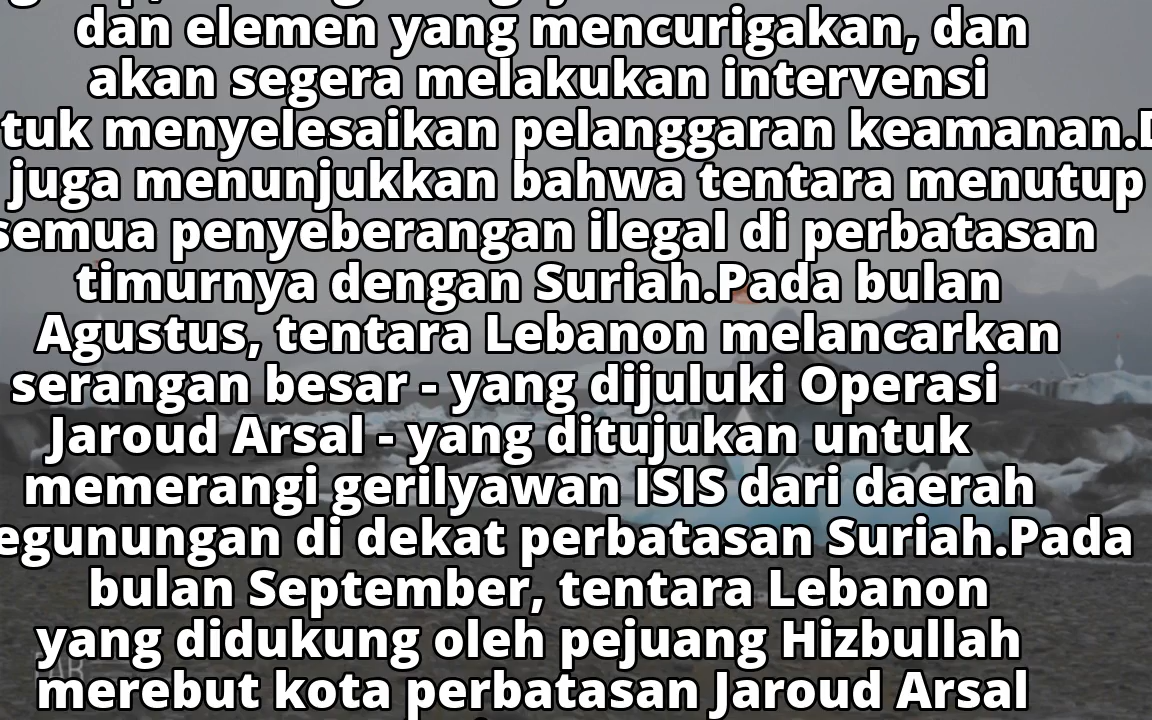 dan elemen yang mencurigakan, dan
akan segera melakukan intervensi
tuk menyelesaikan pelanggaran keamanan.D
juga menunjukkan bahwa tentara menutup
semua penyeberangan ilegal di perbatasan
timurnya dengan Suriah.Pada bulan
Agustus, tentara Lebanon melancarkan
serangan besar - yang dijuluki Operasi
Jaroud Arsal - yang ditujukan untuk
memerangi gerilyawan ISIS dari daerah
egunungan di dekat perbatasan Suriah.Pada
bulan September, tentara Lebanon
yang didukung oleh pejuang Hizbullah
merebut kota perbatasan Jaroud Arsal